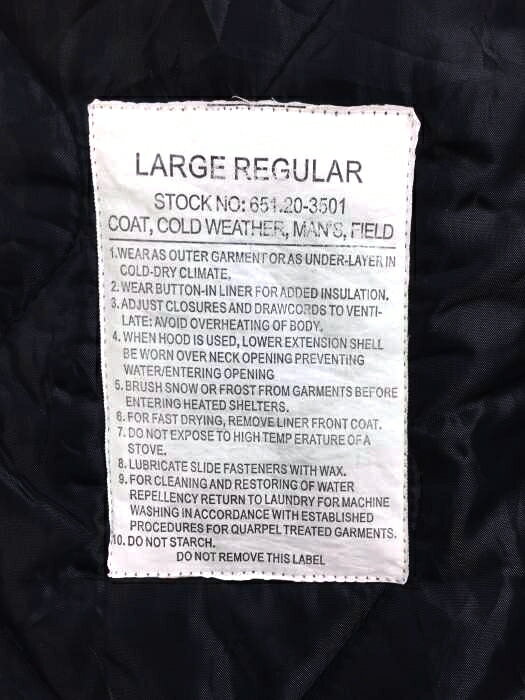 LARGE REGULAR
STOCK NO: 651.20-3501
COAT, COLD WEATHER, MAN'S, FIELD
1.WEAR AS OUTER GARMENT OR AS UNDER-LAYER IN
COLD-DRY CLIMATE.
2. WEAR BUTTON-IN LINER FOR ADDED INSULATION.
3. ADJUST CLOSURES AND DRAWCORDS TO VENTI-
LATE: AVOID OVERHEATING OF BODY.
4. WHEN HOOD IS USED, LOWER EXTENSION SHELL
BE WORN OVER NECK OPENING PREVENTING
WATER/ENTERING OPENING
5. BRUSH SNOW OR FROST FROM GARMENTS BEFORE
ENTERING HEATED SHELTERS.
6. FOR FAST DRYING, REMOVE LINER FRONT COAT.
7. DO NOT EXPOSE TO HIGH TEMP ERATURE OF A
STOVE.
8. LUBRICATE SLIDE FASTENERS WITH WAX.
9. FOR CLEANING AND RESTORING OF WATER
REPELLENCY RETURN TO LAUNDRY FOR MACHINE
WASHING IN ACCORDANCE WITH ESTABLISHED
PROCEDURES FOR QUARPEL TREATED GARMENTS.
10. DO NOT STARCH.
DO NOT REMOVE THIS LABEL